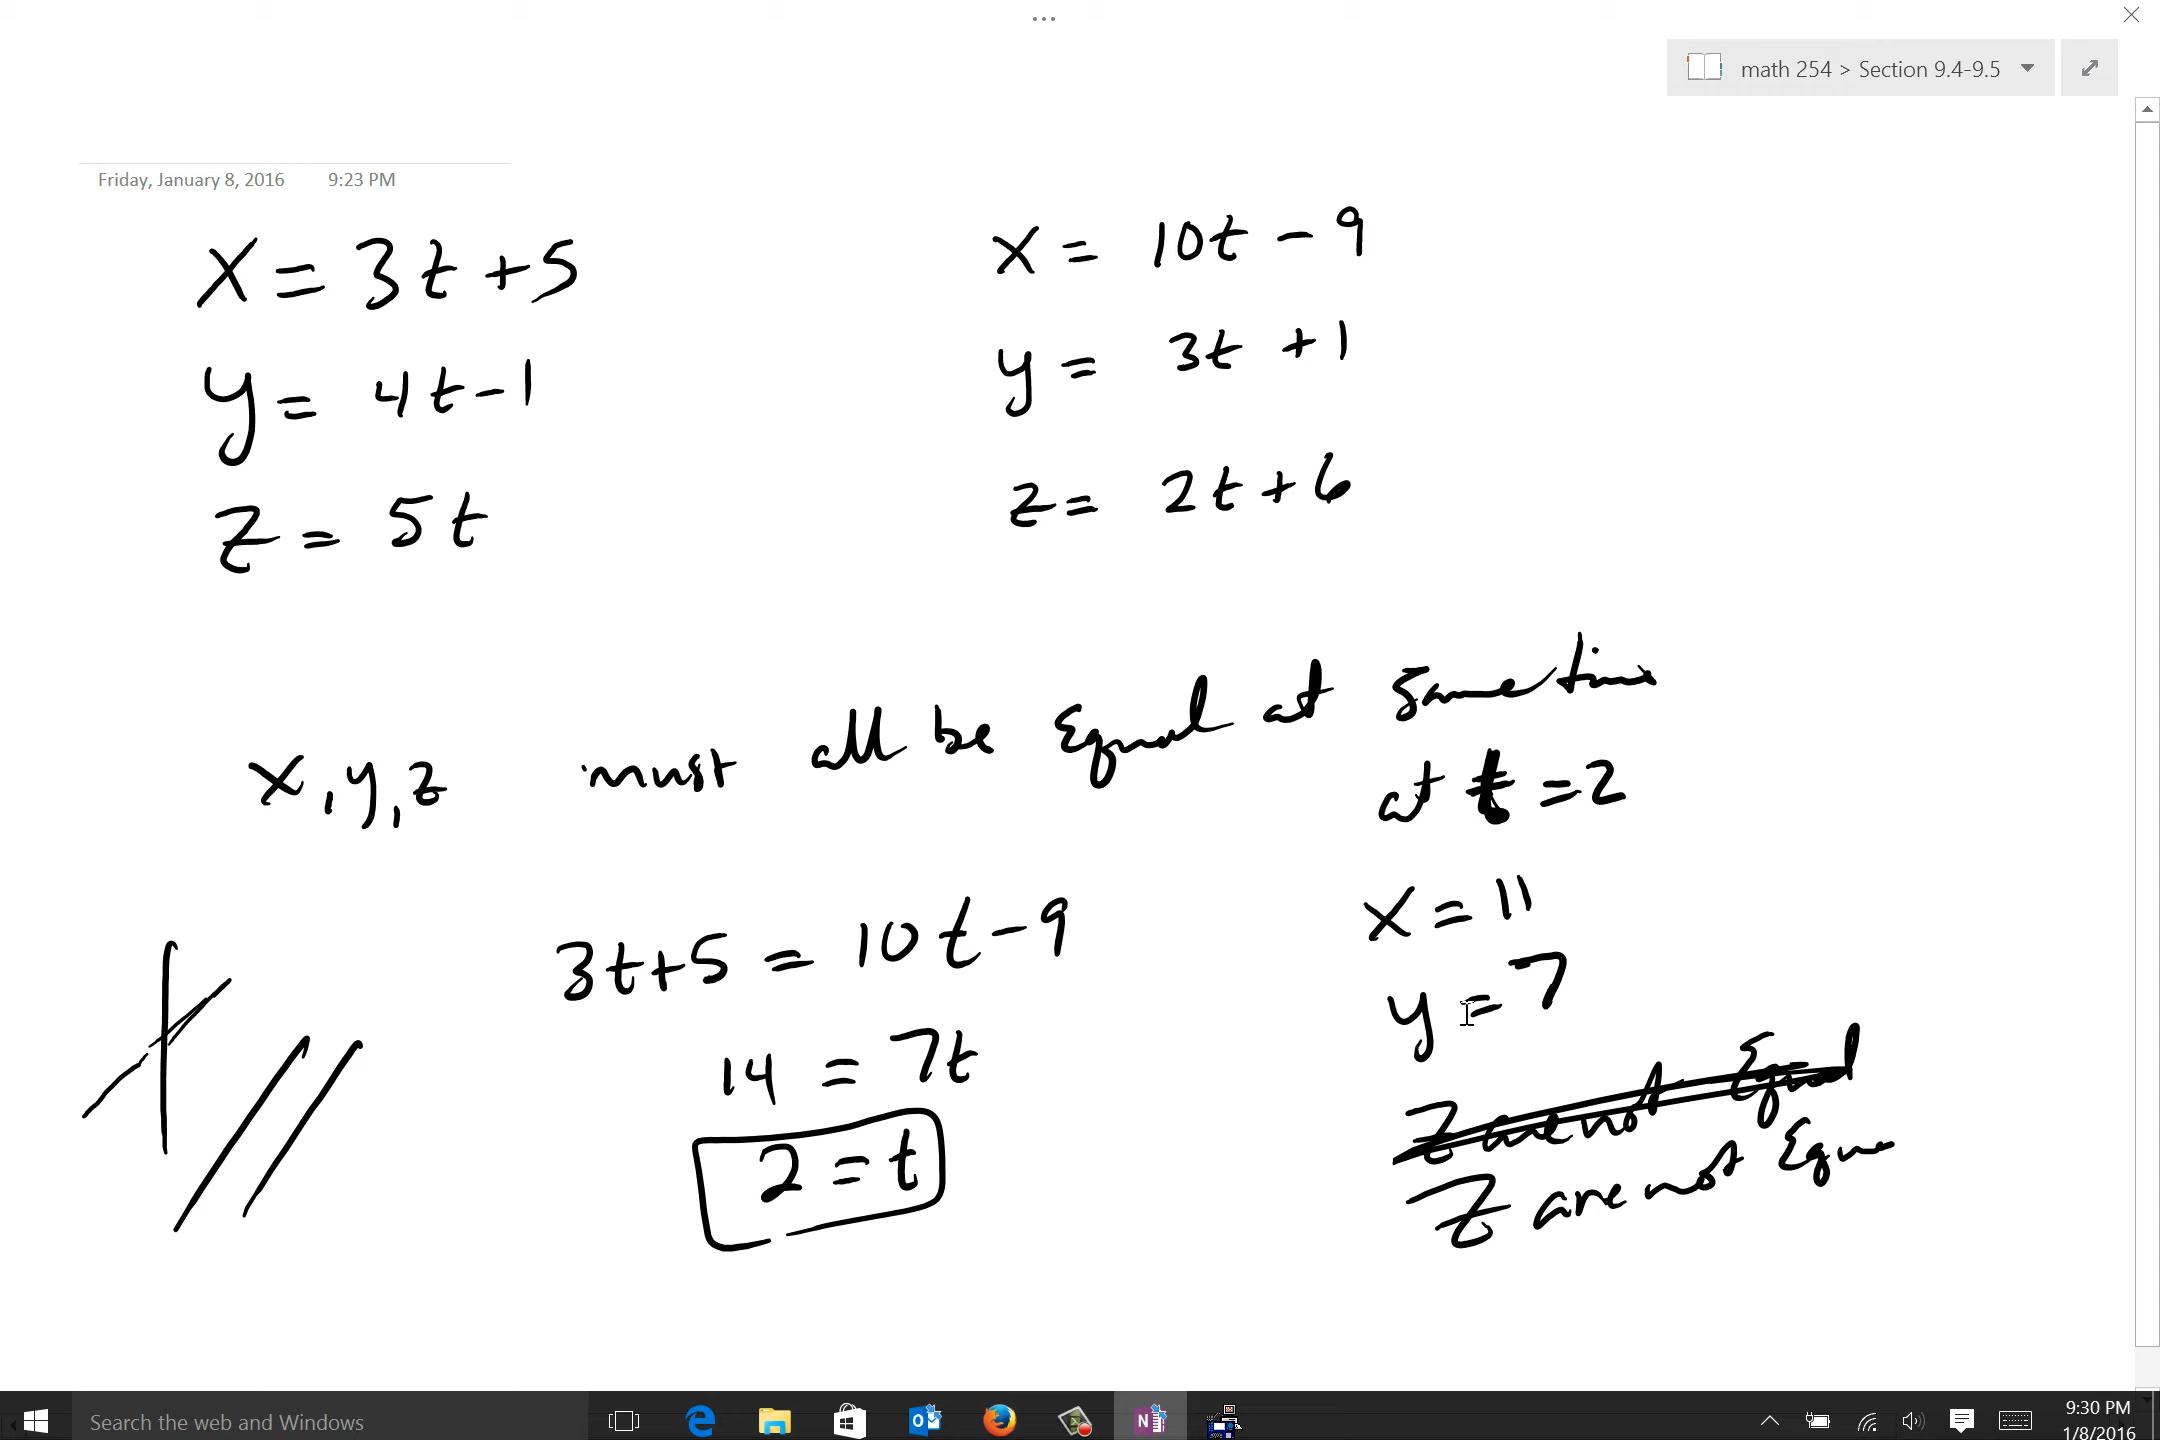 math 254 > Section 9.4-9.5
Friday, January 8, 2016 9:23 PM
x = 3t + 5
y = 4t - 1
z = 5t
x = 10t - 9
y = 3t + 1
z = 2t + 6
x, y, z must all be Equal at same time
at t = 2
3t + 5 = 10t - 9
14 = 7t
2 = t
x = 11
y = 7
z are not Equal
z are not Equa
Search the web and Windows
9:30 PM
1/8/2016